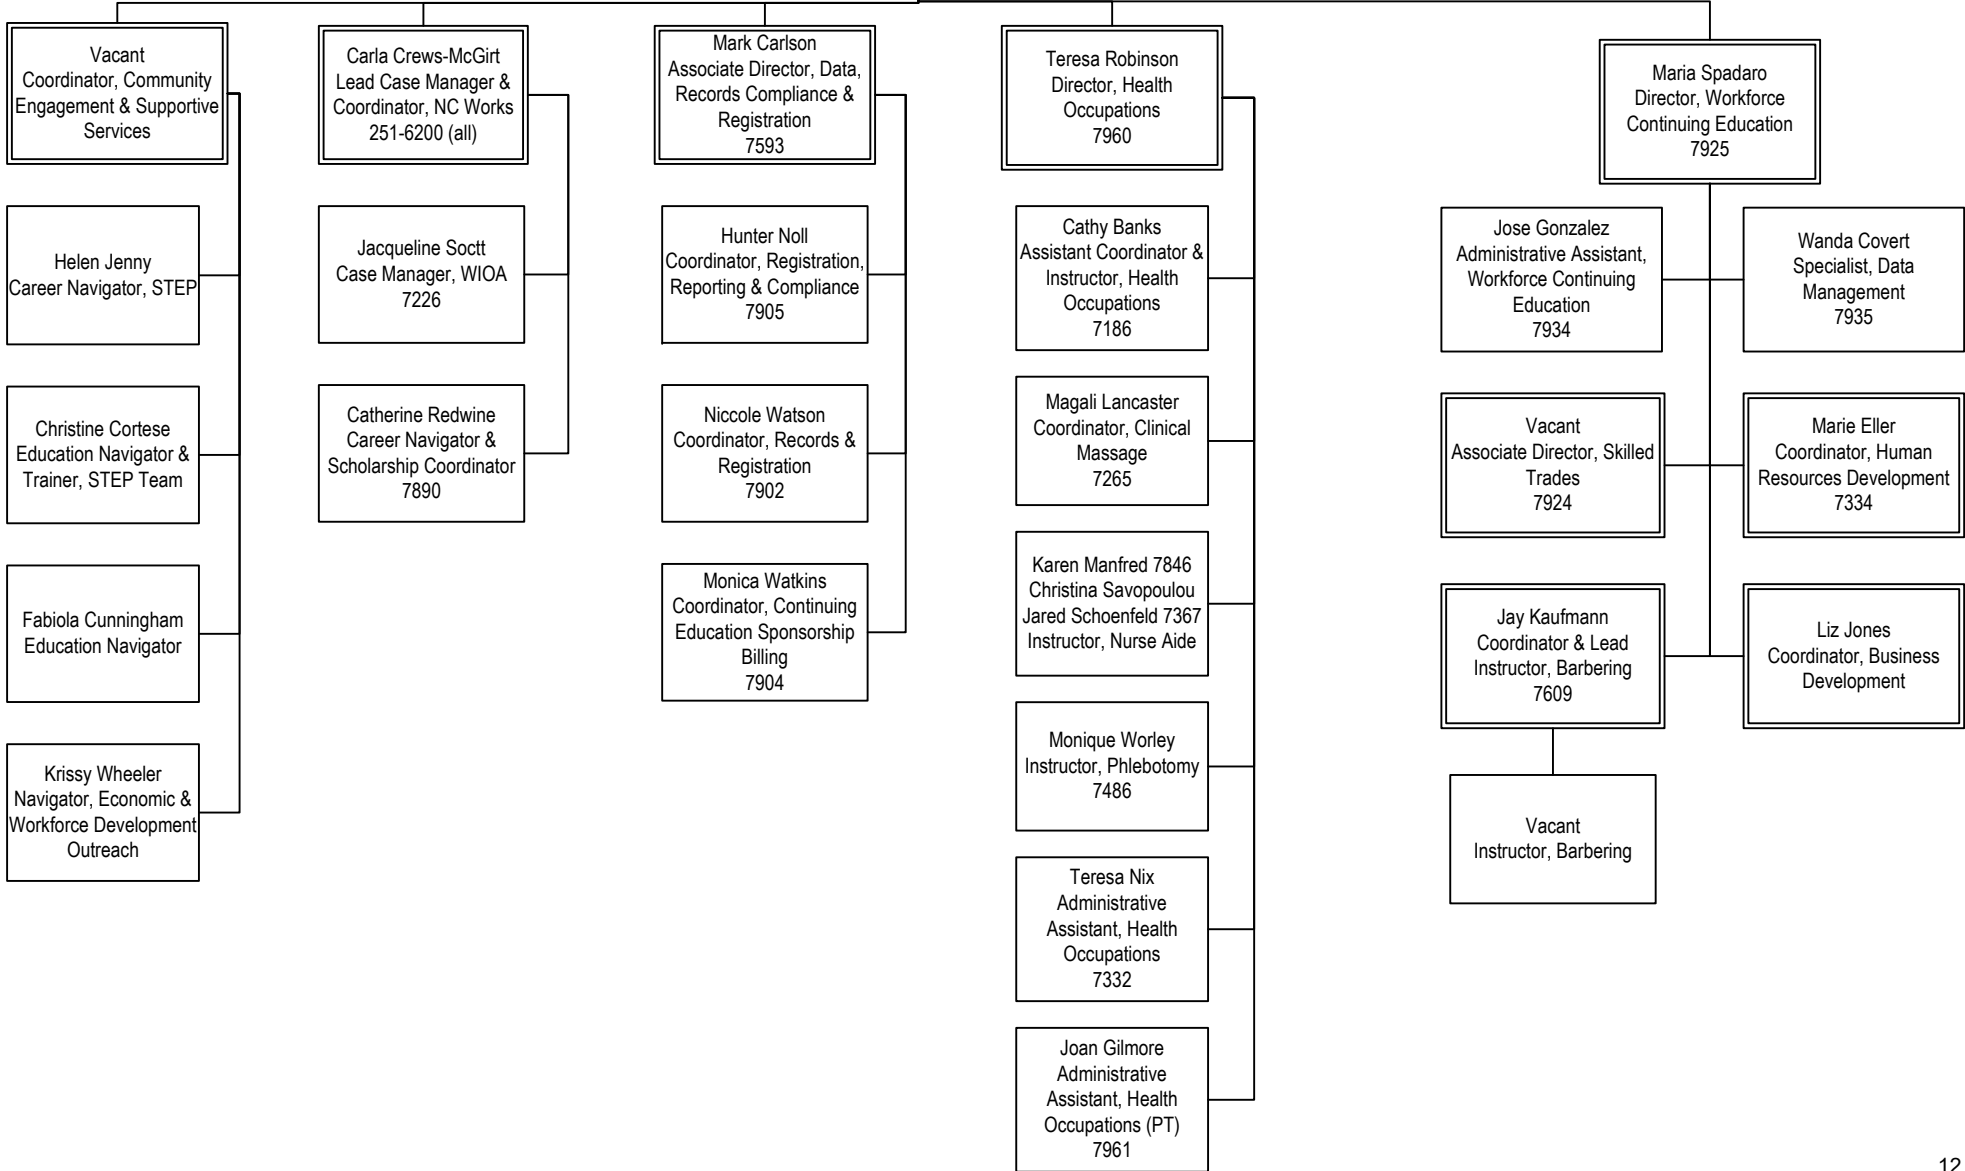 Vacant
Coordinator, Community
Engagement & Supportive
Services
Helen Jenny
Career Navigator, STEP
Christine Cortese
Education Navigator &
Trainer, STEP Team
Fabiola Cunningham
Education Navigator
Krissy Wheeler
Navigator, Economic &
Workforce Development
Outreach
Carla Crews-McGirt
Lead Case Manager &
Coordinator, NC Works
251-6200 (all)
Jacqueline Soctt
Case Manager, WIOA
7226
Catherine Redwine
Career Navigator &
Scholarship Coordinator
7890
Mark Carlson
Associate Director, Data,
Records Compliance &
Registration
7593
Hunter Noll
Coordinator, Registration,
Reporting & Compliance
7905
Niccole Watson
Coordinator, Records &
Registration
7902
Monica Watkins
Coordinator, Continuing
Education Sponsorship
Billing
7904
Teresa Robinson
Director, Health
Occupations
7960
Cathy Banks
Assistant Coordinator &
Instructor, Health
Occupations
7186
Magali Lancaster
Coordinator, Clinical
Massage
7265
Karen Manfred 7846
Christina Savopoulou
Jared Schoenfeld 7367
Instructor, Nurse Aide
Monique Worley
Instructor, Phlebotomy
7486
Teresa Nix
Administrative
Assistant, Health
Occupations
7332
Joan Gilmore
Administrative
Assistant, Health
Occupations (PT)
7961
Maria Spadaro
Director, Workforce
Continuing Education
7925
Jose Gonzalez
Administrative Assistant,
Workforce Continuing
Education
7934
Wanda Covert
Specialist, Data
Management
7935
Vacant
Associate Director, Skilled
Trades
7924
Marie Eller
Coordinator, Human
Resources Development
7334
Jay Kaufmann
Coordinator & Lead
Instructor, Barbering
7609
Liz Jones
Coordinator, Business
Development
Vacant
Instructor, Barbering
12